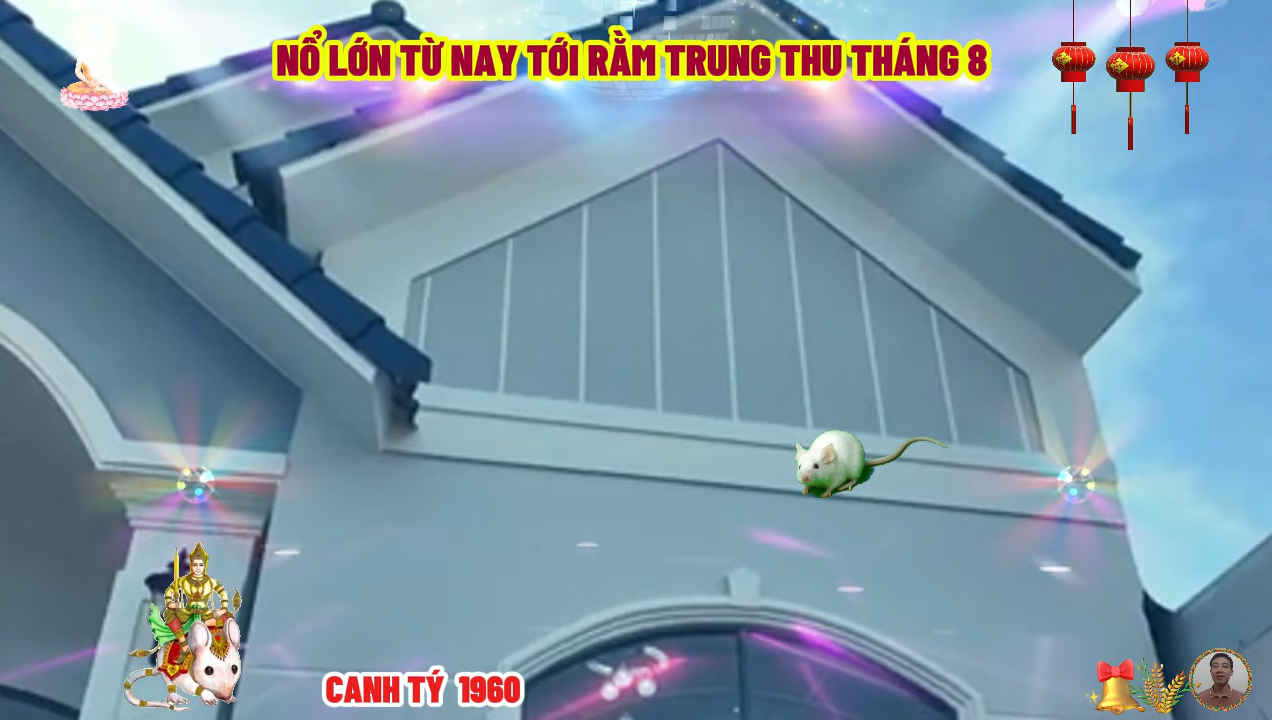 NỔ LỚN TỪ NAY TỚI RẰM TRUNG THU THÁNG 8
CANH TÝ 1960